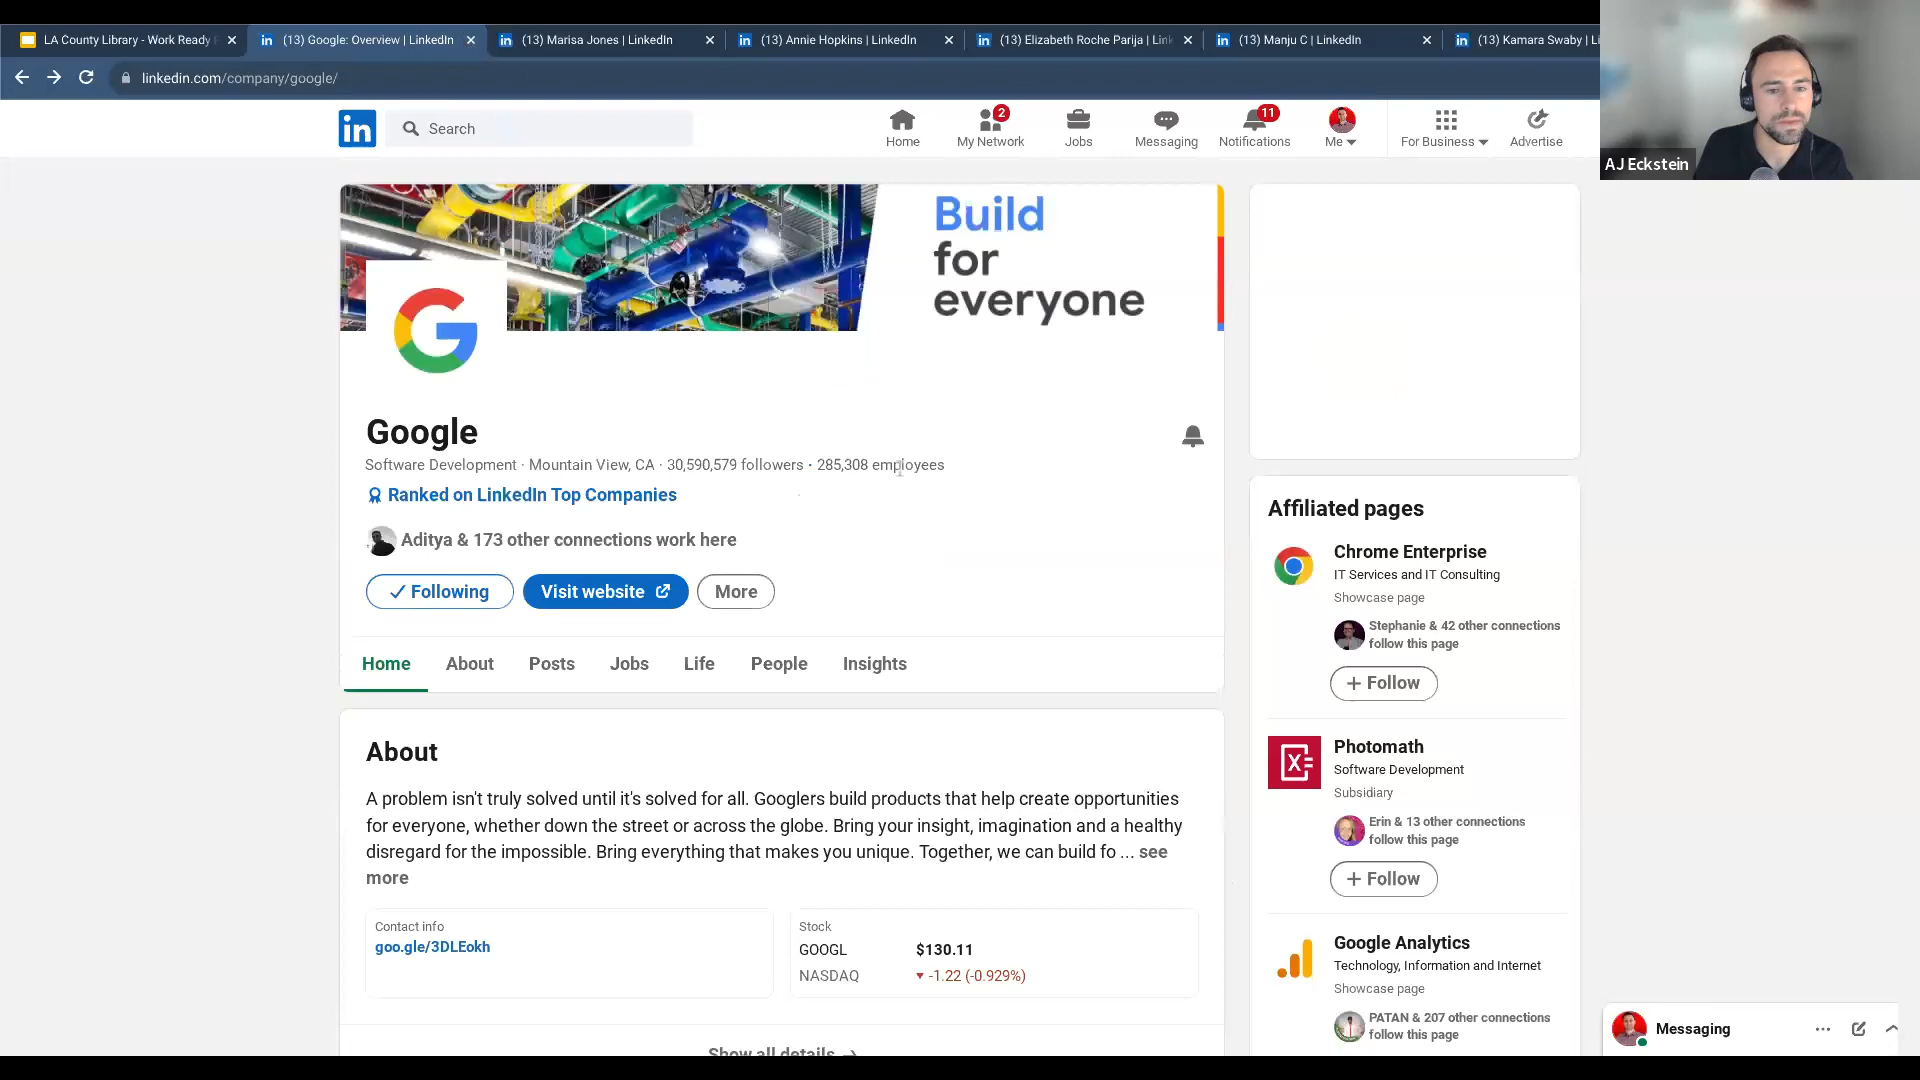 LA County Library - Work Ready
(13) Google: Overview | LinkedIn
(13) Marisa Jones | LinkedIn
(13) Annie Hopkins | LinkedIn
(13) Elizabeth Roche Parija | Link
(13) Manju C | LinkedIn
(13) Kamara Swaby | Li
linkedin.com/company/google/
in
Search
Home
2
My Network
Jobs
Messaging
11
Notifications
Me
For Business
Advertise
AJ Eckstein
Build
for
everyone
G
Google
Software Development · Mountain View, CA · 30,590,579 followers • 285,308 employees
Ranked on LinkedIn Top Companies
Aditya & 173 other connections work here
Following
Visit website
More
Home
About
Posts
Jobs
Life
People
Insights
About
A problem isn't truly solved until it's solved for all. Googlers build products that help create opportunities
for everyone, whether down the street or across the globe. Bring your insight, imagination and a healthy
disregard for the impossible. Bring everything that makes you unique. Together, we can build fo ... see
more
Contact info
goo.gle/3DLEokh
Stock
GOOGL $130.11
NASDAQ -1.22 (-0.929%)
Show all details →
Affiliated pages
Chrome Enterprise
IT Services and IT Consulting
Showcase page
Stephanie & 42 other connections
follow this page
+ Follow
Photomath
Software Development
Subsidiary
Erin & 13 other connections
follow this page
+ Follow
Google Analytics
Technology, Information and Internet
Showcase page
PATAN & 207 other connections
follow this page
Messaging